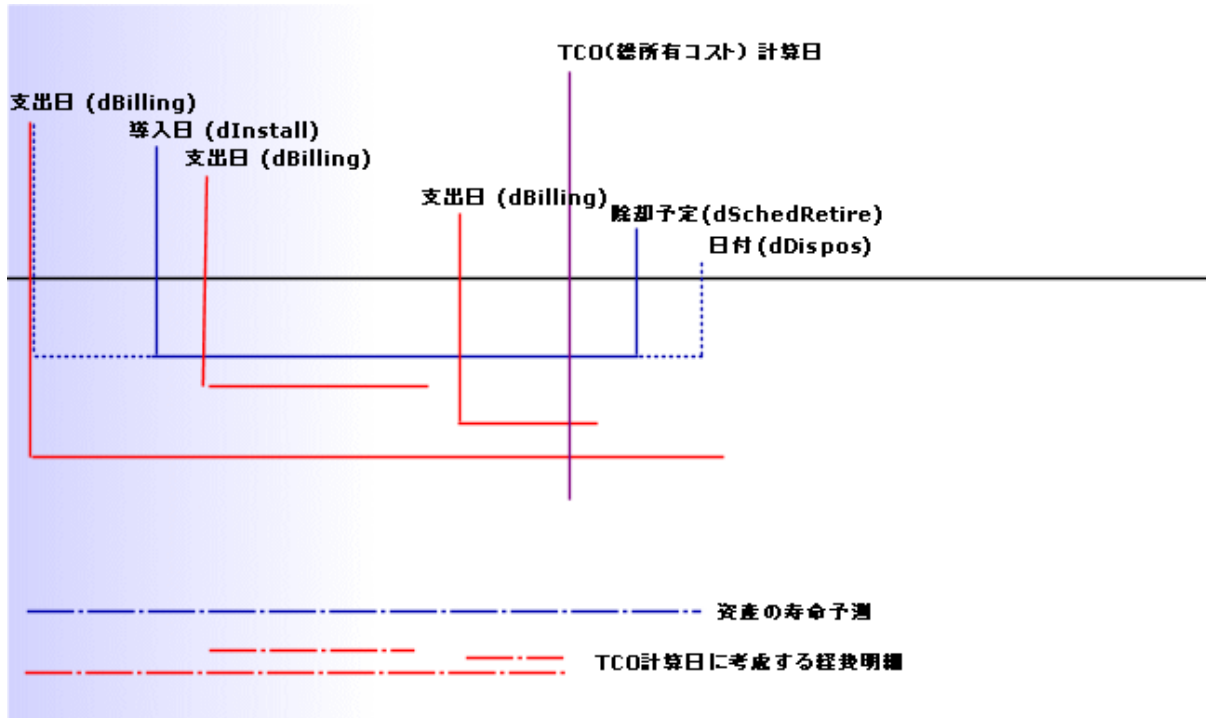 TCO(総所有コスト) 計算日
支出日 (dBilling)
導入日 (dInstall)
支出日 (dBilling)
支出日 (dBilling)
除却予定(dSchedRetire)
日付(dDispos)
資産の寿命予測
TCO計算日に考慮する経費明細